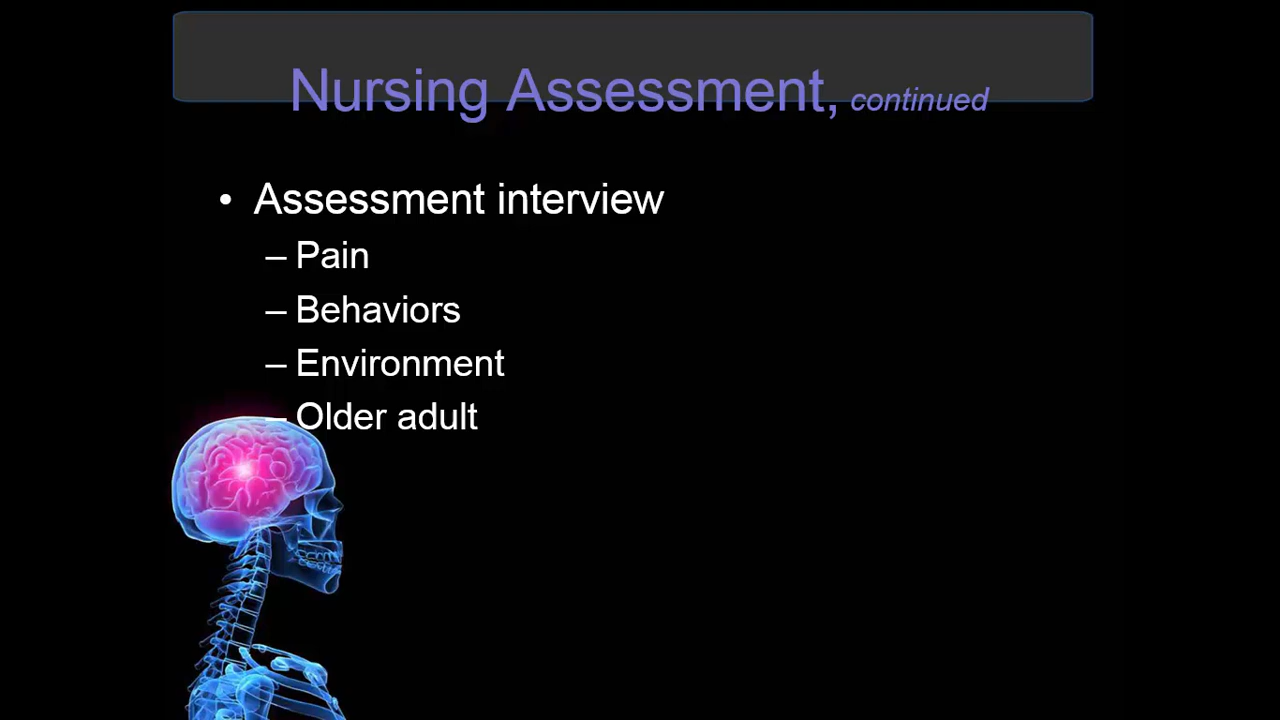 Nursing Assessment, continued
• Assessment interview
– Pain
– Behaviors
– Environment
– Older adult